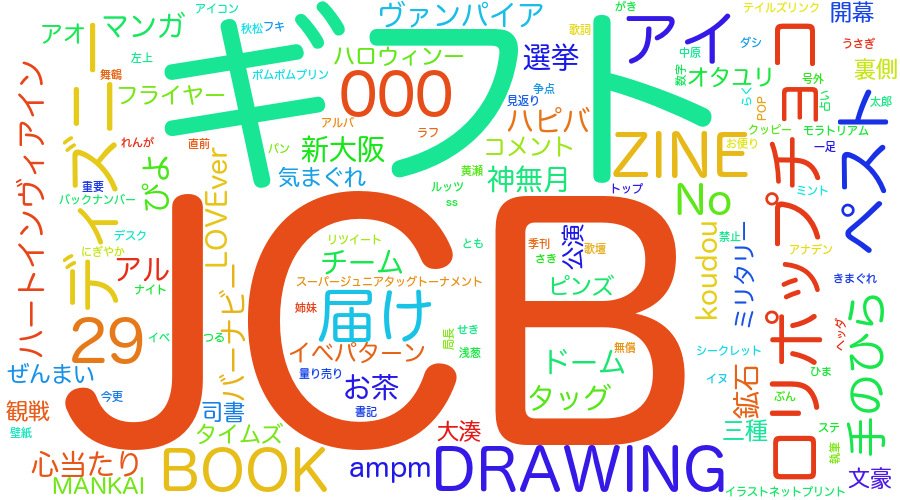 JCB
ギフト
ロリポップチョコ
DRAWING
BOOK
ZINE
ディズニー
000
29
アイ
ペスト
届け
手のひら
No
アル
ぴよ
LOVEver
バーナビー
ハートインヴィアイン
koudou
ミリタリー
アオ
マンガ
フライヤー
ヴァンパイア
ハロウィーン
選挙
ハピバ
コメント
神無月
新大阪
気まぐれ
オタユリ
開幕
裏側
公演
チーム
イベパターン
お茶
ピンズ
ドーム
タッグ
鉱石
三種
文豪
大湊
ampm
司書
タイムズ
ぜんまい
観戦
心当たり
MANKAI
アイコン
秋松
フキ
左上
舞鶴
ポムポムプリン
アルバ
ラフ
パン
直前
れんが
重要
バックナンバー
デスク
にぎやか
ナイト
イベ
つる
今更
壁紙
がき
歌詞
争点
見返り
中原
数字
ダシ
テイルズリンク
うさぎ
号外
占い
太郎
らく
POP
クッピー
モラトリアム
お便り
一足
トップ
ミント
アナデン
禁止
きまぐれ
シークレット
ヘッダ
イヌ
ひま
ぶん
ステ
執筆
イラストネットプリント
黄瀬
ルッツ
ss
リツイート
とも
スーパージュニアタッグトーナメント
姉妹
季刊
さぎ
歌壇
せき
局長
浅葱
無償
量り売り
書記